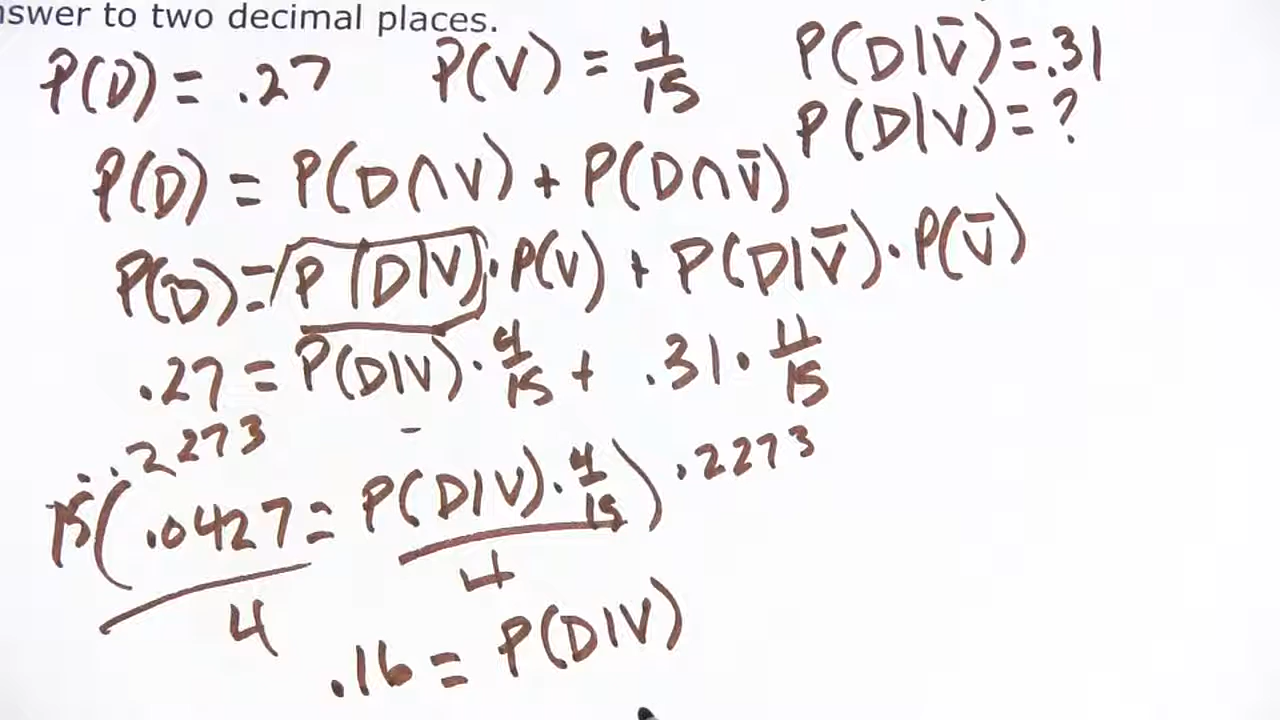 nswer to two decimal places.
P(D) = .27 P(V) = 4/15 P(D|V̄) = .31
P(D|V) = ?
P(D) = P(D∩V) + P(D∩V̄)
P(D) = P(D|V) · P(V) + P(D|V̄) · P(V̄)
.27 = P(D|V) · 4/15 + .31 · 11/15
- .2273 - .2273
15(.0427 = P(D|V) · 4/15)
4 4
.16 = P(D|V)